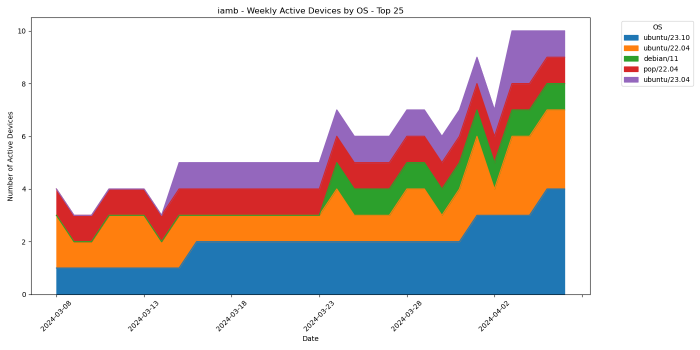 iamb - Weekly Active Devices by OS - Top 25
OS
ubuntu/23.10
ubuntu/22.04
debian/11
pop/22.04
ubuntu/23.04
Number of Active Devices
10
8
6
4
2
0
2024-03-08
2024-03-13
2024-03-18
2024-03-23
2024-03-28
2024-04-02
Date